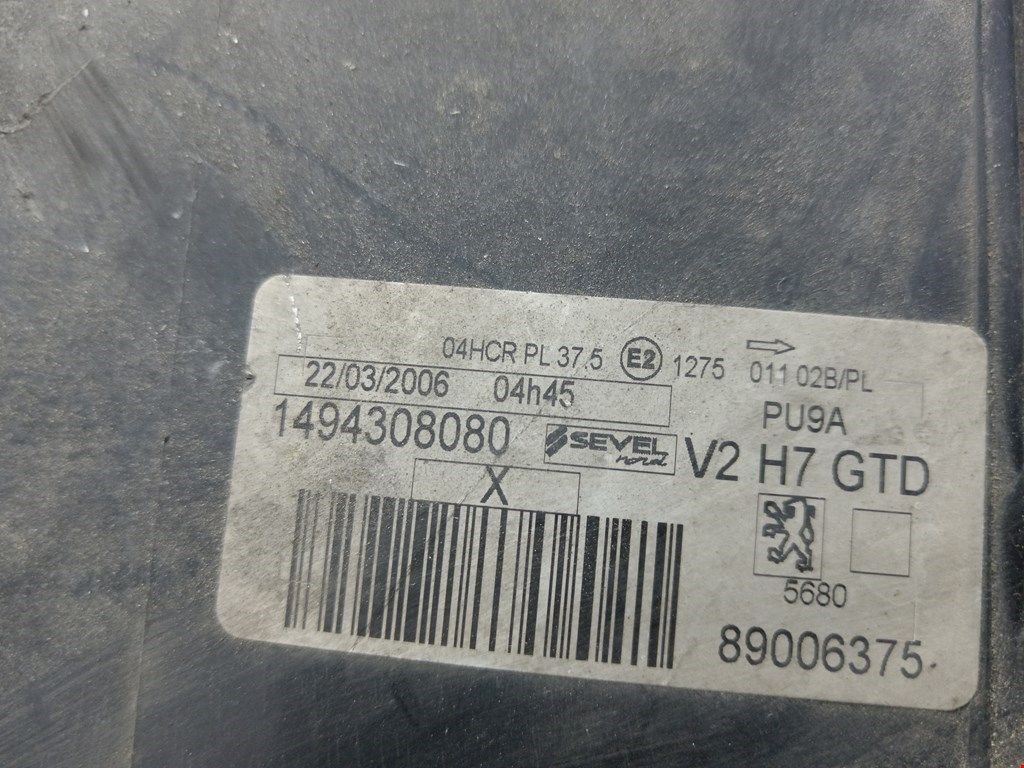 04HCR PL 37.5 E2 1275 011 02B/PL
22/03/2006 04h45
PU9A
1494308080 SEVEL nord V2 H7 GTD
X
5680
89006375